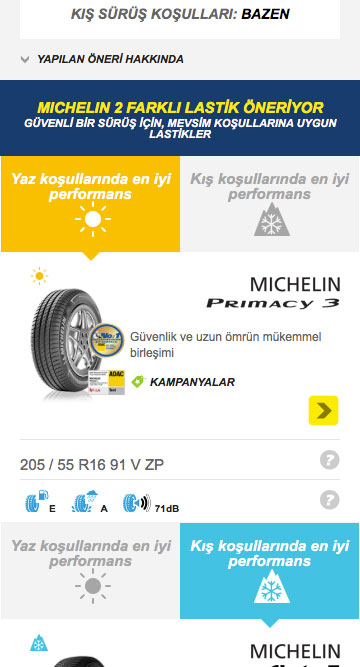 KIŞ SÜRÜŞ KOŞULLARI: BAZEN
YAPILAN ÖNERİ HAKKINDA
MICHELIN 2 FARKLI LASTİK ÖNERİYOR
GÜVENLİ BİR SÜRÜŞ İÇİN, MEVSİM KOŞULLARINA UYGUN
LASTİKLER
Yaz koşullarında en iyi
performans
Kış koşullarında en iyi
performans
MICHELIN
PRIMACY 3
Güvenlik ve uzun ömrün mükemmel
birleşimi
No.1
ADAC
KAMPANYALAR
205 / 55 R16 91 V ZP
?
E
A
71dB
?
Yaz koşullarında en iyi
performans
Kış koşullarında en iyi
performans
MICHELIN